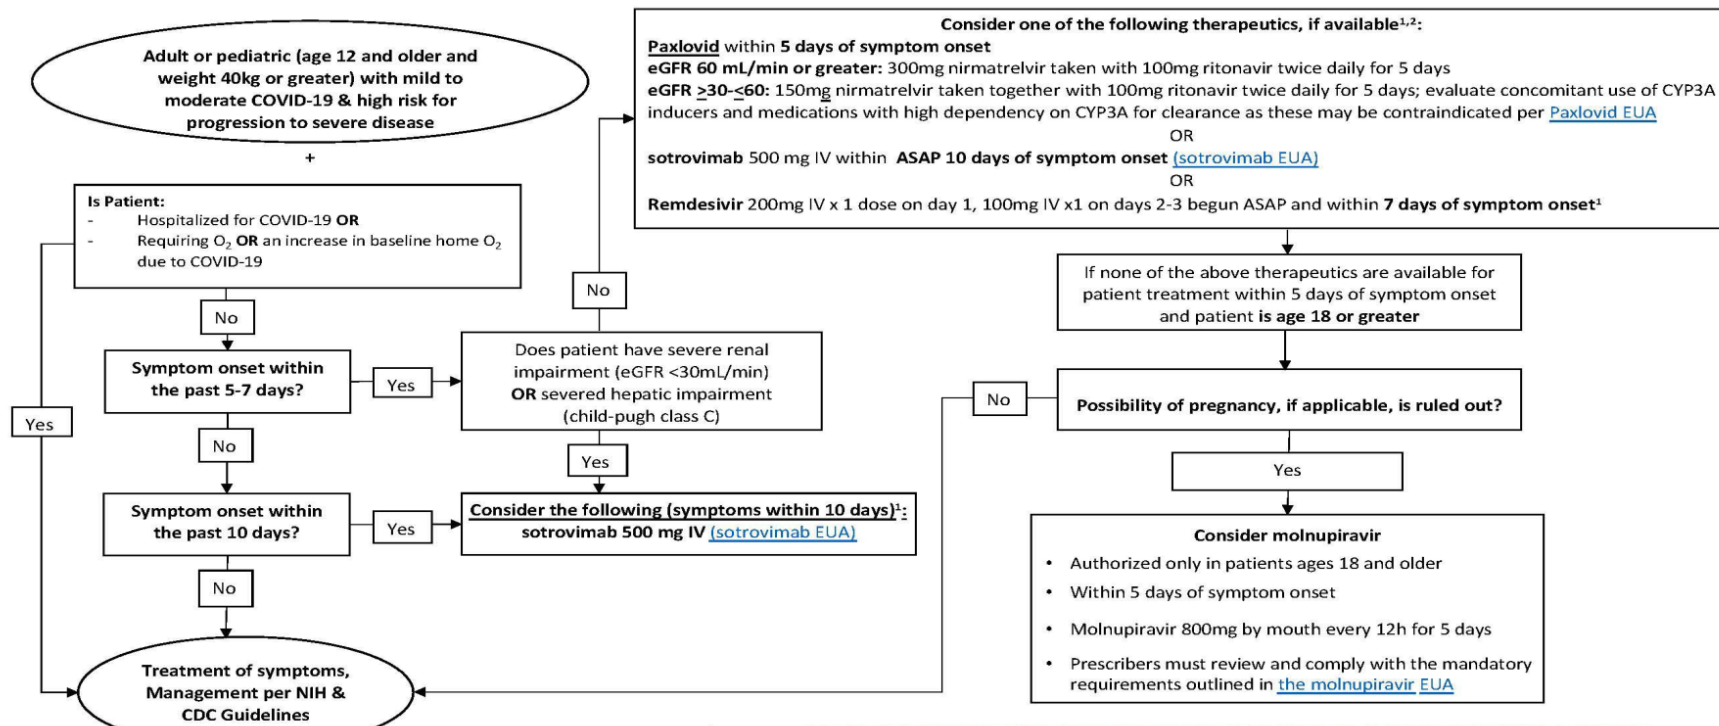 Adult or pediatric (age 12 and older and
weight 40kg or greater) with mild to
moderate COVID-19 & high risk for
progression to severe disease
+
Is Patient:
- Hospitalized for COVID-19 OR
- Requiring O₂ OR an increase in baseline home O₂
due to COVID-19
Yes
No
Symptom onset within
the past 5-7 days?
Yes
No
Symptom onset within
the past 10 days?
Yes
No
Treatment of symptoms,
Management per NIH &
CDC Guidelines
Does patient have severe renal
impairment (eGFR <30mL/min)
OR severed hepatic impairment
(child-pugh class C)
No
Yes
Consider the following (symptoms within 10 days)¹:
sotrovimab 500 mg IV (sotrovimab EUA)
Consider one of the following therapeutics, if available¹,²:
Paxlovid within 5 days of symptom onset
eGFR 60 mL/min or greater: 300mg nirmatrelvir taken with 100mg ritonavir twice daily for 5 days
eGFR >30-<60: 150mg nirmatrelvir taken together with 100mg ritonavir twice daily for 5 days; evaluate concomitant use of CYP3A
inducers and medications with high dependency on CYP3A for clearance as these may be contraindicated per Paxlovid EUA
OR
sotrovimab 500 mg IV within ASAP 10 days of symptom onset (sotrovimab EUA)
OR
Remdesivir 200mg IV x 1 dose on day 1, 100mg IV x1 on days 2-3 begun ASAP and within 7 days of symptom onset¹
If none of the above therapeutics are available for
patient treatment within 5 days of symptom onset
and patient is age 18 or greater
Possibility of pregnancy, if applicable, is ruled out?
No
Yes
Consider molnupiravir
• Authorized only in patients ages 18 and older
• Within 5 days of symptom onset
• Molnupiravir 800mg by mouth every 12h for 5 days
• Prescribers must review and comply with the mandatory
requirements outlined in the molnupiravir EUA